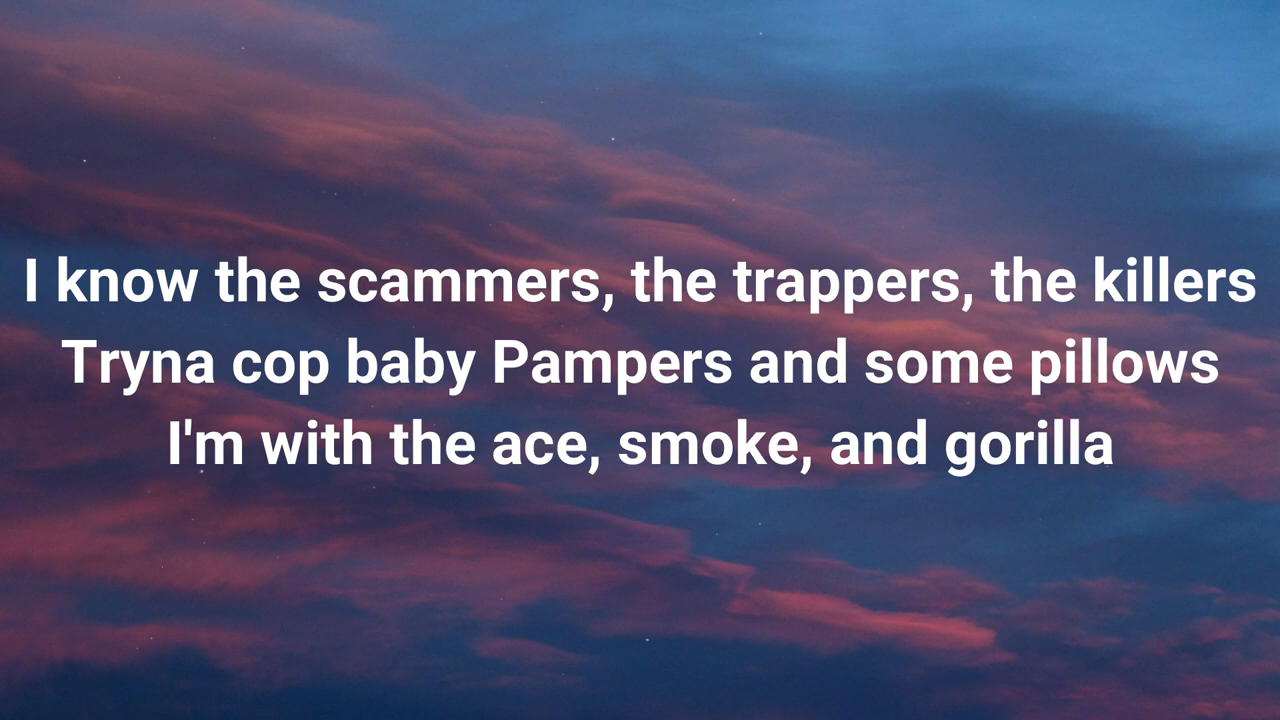 I know the scammers, the trappers, the killers
Tryna cop baby Pampers and some pillows
I'm with the ace, smoke, and gorilla